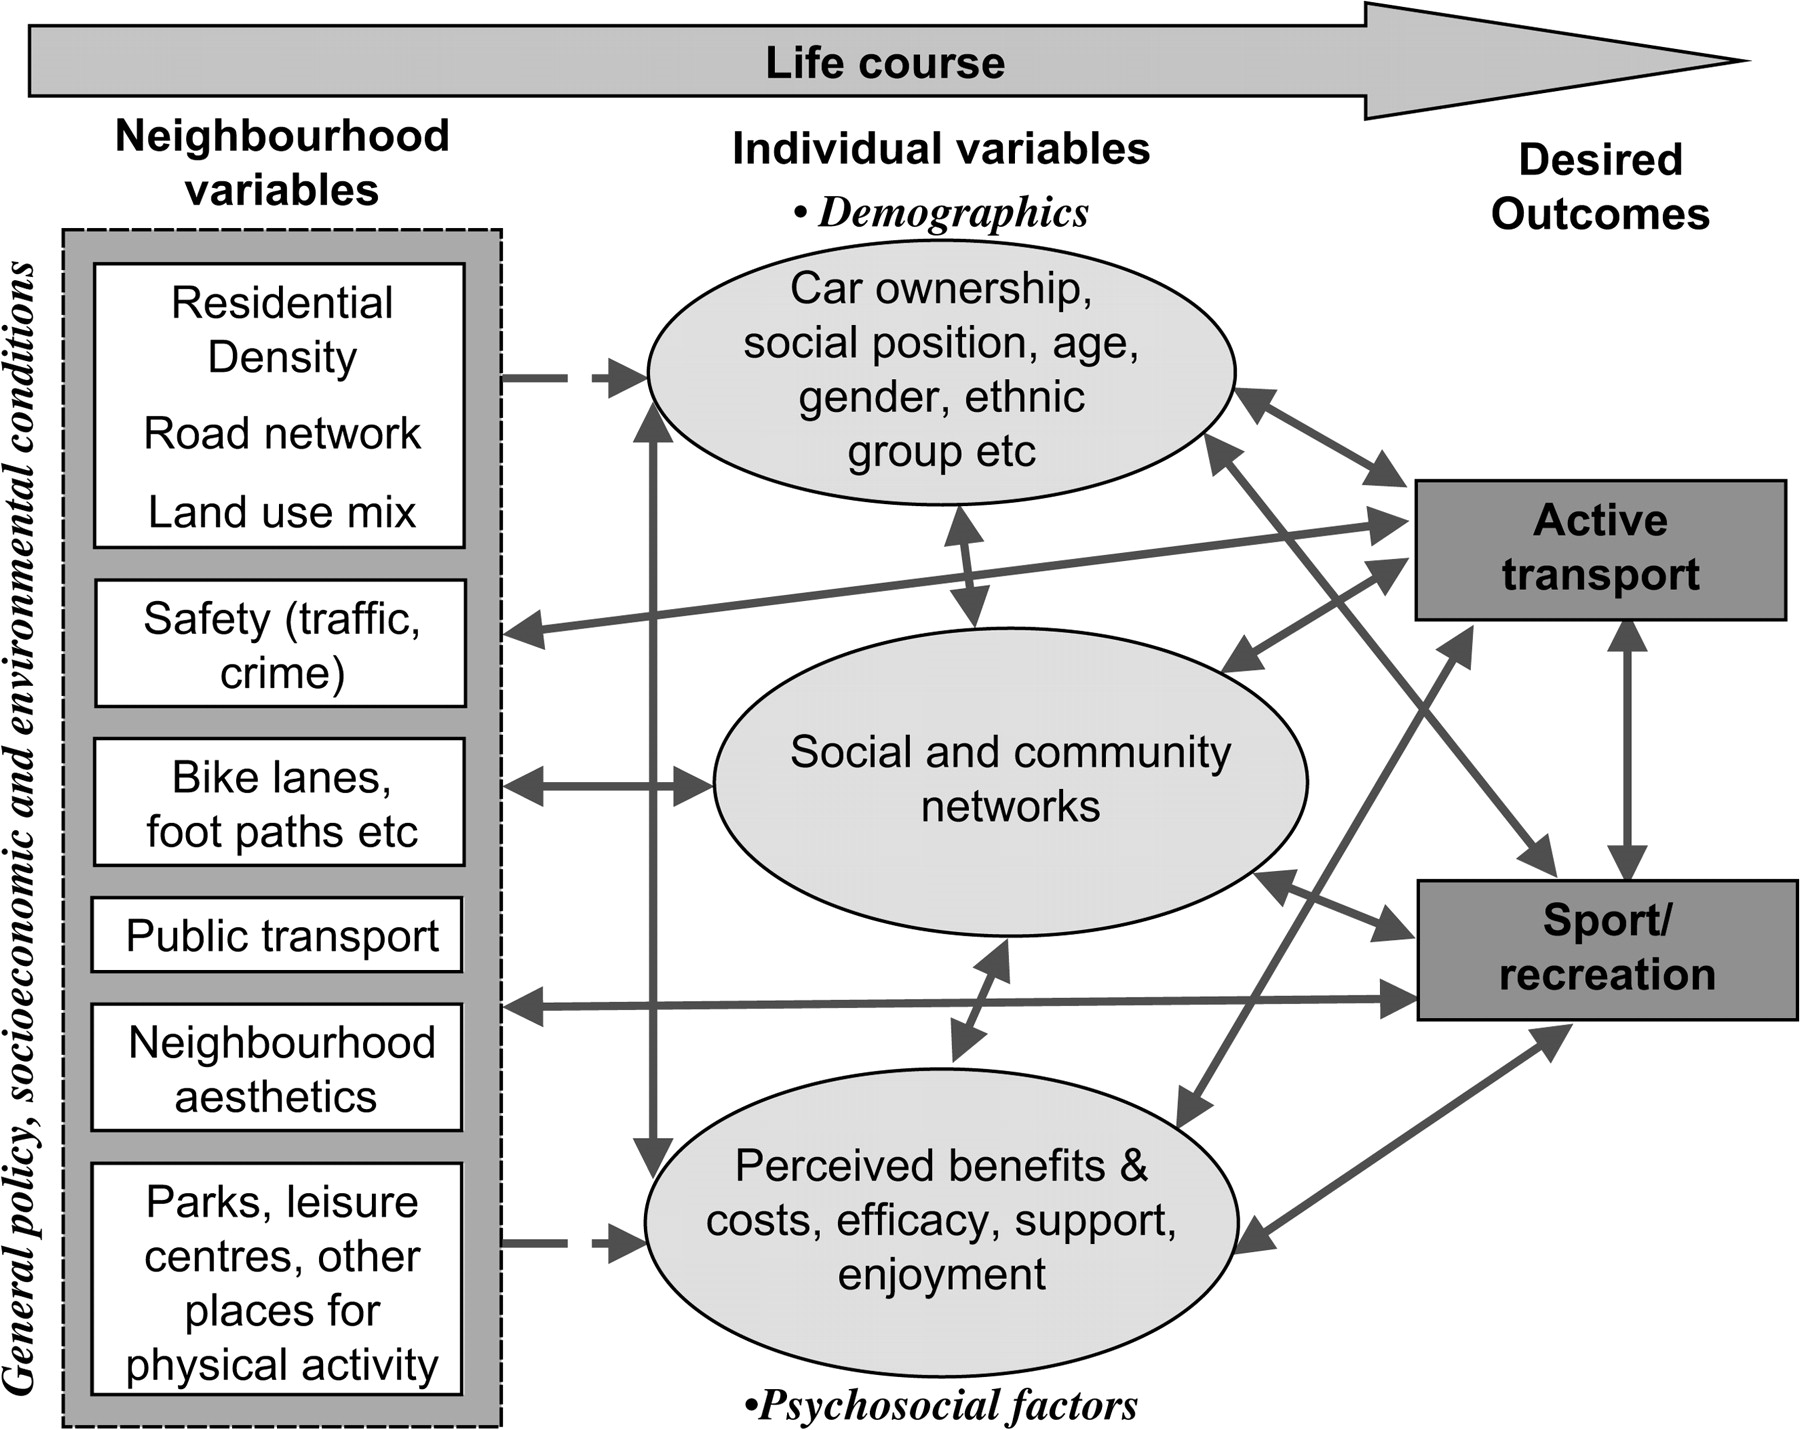 Life course
Neighbourhood
variables
Individual variables
• Demographics
Desired
Outcomes
General policy, socioeconomic and environmental conditions
Residential
Density
Road network
Land use mix
Safety (traffic,
crime)
Bike lanes,
foot paths etc
Public transport
Neighbourhood
aesthetics
Parks, leisure
centres, other
places for
physical activity
Car ownership,
social position, age,
gender, ethnic
group etc
Social and community
networks
Perceived benefits &
costs, efficacy, support,
enjoyment
•Psychosocial factors
Active
transport
Sport/
recreation